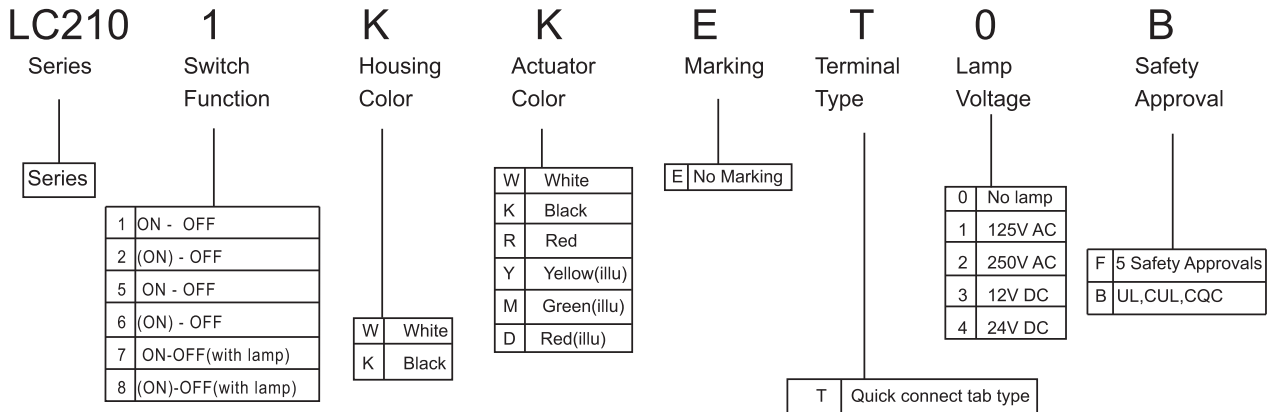 LC210 1 K K E T 0 B
Series Switch Function Housing Color Actuator Color Marking Terminal Type Lamp Voltage Safety Approval
Series
1 ON - OFF
2 (ON) - OFF
5 ON - OFF
6 (ON) - OFF
7 ON-OFF(with lamp)
8 (ON)-OFF(with lamp)
W White
K Black
W White
K Black
R Red
Y Yellow(illu)
M Green(illu)
D Red(illu)
E No Marking
T Quick connect tab type
0 No lamp
1 125V AC
2 250V AC
3 12V DC
4 24V DC
F 5 Safety Approvals
B UL,CUL,CQC